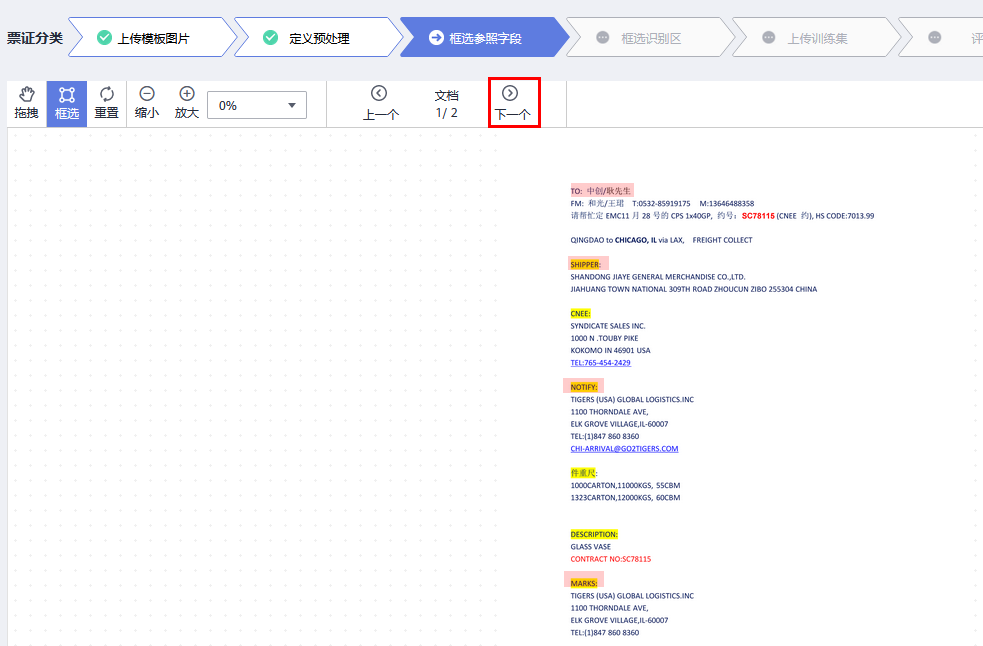 票证分类
上传模板图片
定义预处理
框选参照字段
框选识别区
上传训练集
评
拖拽
框选
重置
缩小
放大
0%
上一个
文档
1/ 2
下一个
TO: 中创/耿先生
FM: 和光/王珺 T:0532-85919175 M:13646488358
请帮忙定 EMC11 月 28 号的 CPS 1x40GP, 约号: SC78115 (CNEE 约), HS CODE:7013.99
QINGDAO to CHICAGO, IL via LAX, FREIGHT COLLECT
SHIPPER:
SHANDONG JIAYE GENERAL MERCHANDISE CO.,LTD.
JIAHUANG TOWN NATIONAL 309TH ROAD ZHOUCUN ZIBO 255304 CHINA
CNEE:
SYNDICATE SALES INC.
1000 N .TOUBY PIKE
KOKOMO IN 46901 USA
TEL:765-454-2429
NOTIFY:
TIGERS (USA) GLOBAL LOGISTICS.INC
1100 THORNDALE AVE,
ELK GROVE VILLAGE,IL-60007
TEL:(1)847 860 8360
CHI-ARRIVAL@GO2TIGERS.COM
件重尺:
1000CARTON,11000KGS, 55CBM
1323CARTON,12000KGS, 60CBM
DESCRIPTION:
GLASS VASE
CONTRACT NO:SC78115
MARKS:
TIGERS (USA) GLOBAL LOGISTICS.INC
1100 THORNDALE AVE,
ELK GROVE VILLAGE,IL-60007
TEL:(1)847 860 8360